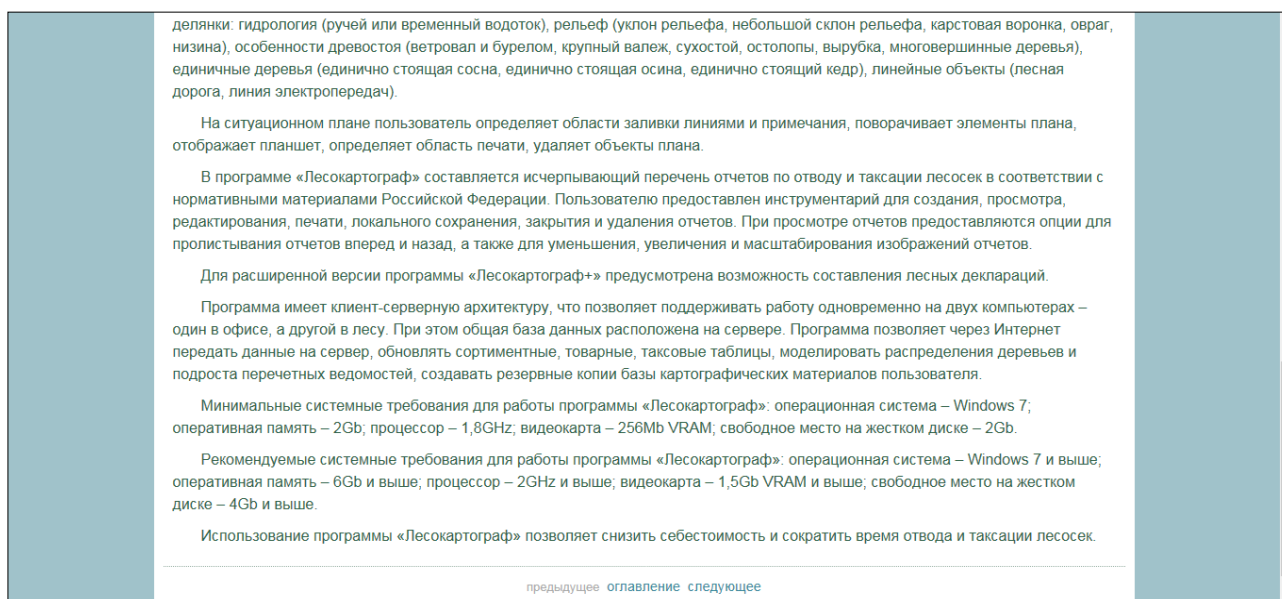 делянки: гидрология (ручей или временный водоток), рельеф (уклон рельефа, небольшой склон рельефа, карстовая воронка, овраг,
низина), особенности древостоя (ветровал и бурелом, крупный валеж, сухостой, остолопы, вырубка, многовершинные деревья),
единичные деревья (единично стоящая сосна, единично стоящая осина, единично стоящий кедр), линейные объекты (лесная
дорога, линия электропередач).
На ситуационном плане пользователь определяет области заливки линиями и примечания, поворачивает элементы плана,
отображает планшет, определяет область печати, удаляет объекты плана.
В программе «Лесокартограф» составляется исчерпывающий перечень отчетов по отводу и таксации лесосек в соответствии с
нормативными материалами Российской Федерации. Пользователю предоставлен инструментарий для создания, просмотра,
редактирования, печати, локального сохранения, закрытия и удаления отчетов. При просмотре отчетов предоставляются опции для
пролистывания отчетов вперед и назад, а также для уменьшения, увеличения и масштабирования изображений отчетов.
Для расширенной версии программы «Лесокартограф+» предусмотрена возможность составления лесных деклараций.
Программа имеет клиент-серверную архитектуру, что позволяет поддерживать работу одновременно на двух компьютерах –
один в офисе, а другой в лесу. При этом общая база данных расположена на сервере. Программа позволяет через Интернет
передать данные на сервер, обновлять сортиментные, товарные, таксовые таблицы, моделировать распределения деревьев и
подроста перечетных ведомостей, создавать резервные копии базы картографических материалов пользователя.
Минимальные системные требования для работы программы «Лесокартограф»: операционная система – Windows 7;
оперативная память – 2Gb; процессор – 1,8GHz; видеокарта – 256Mb VRAM; свободное место на жестком диске – 2Gb.
Рекомендуемые системные требования для работы программы «Лесокартограф»: операционная система – Windows 7 и выше;
оперативная память – 6Gb и выше; процессор – 2GHz и выше; видеокарта – 1,5Gb VRAM и выше; свободное место на жестком
диске – 4Gb и выше.
Использование программы «Лесокартограф» позволяет снизить себестоимость и сократить время отвода и таксации лесосек.
предыдущее оглавление следующее